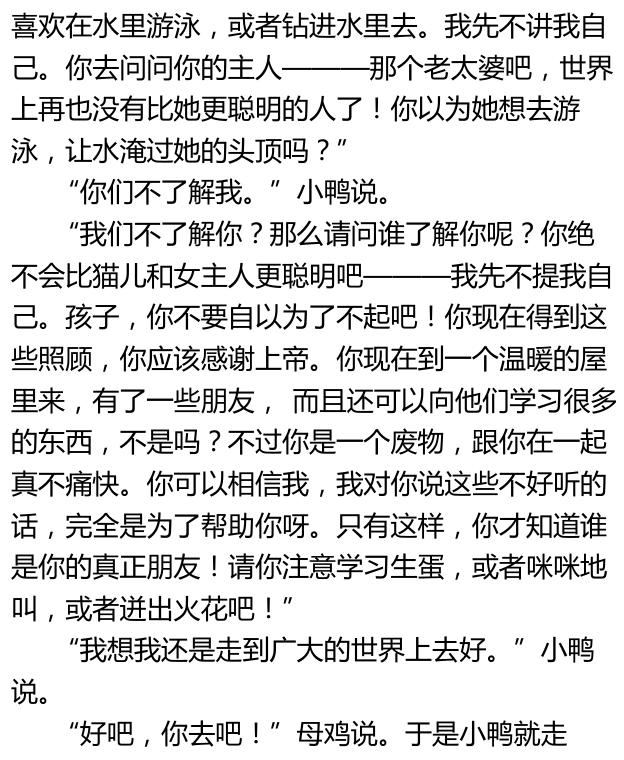 喜欢在水里游泳，或者钻进水里去。我先不讲我自
己。你去问问你的主人———那个老太婆吧，世界
上再也没有比她更聪明的人了！你以为她想去游
泳，让水淹过她的头顶吗？”
“你们不了解我。”小鸭说。
“我们不了解你？那么请问谁了解你呢？你绝
不会比猫儿和女主人更聪明吧———我先不提我自
己。孩子，你不要自以为了不起吧！你现在得到这
些照顾，你应该感谢上帝。你现在到一个温暖的屋
里来，有了一些朋友， 而且还可以向他们学习很多
的东西，不是吗？不过你是一个废物，跟你在一起
真不痛快。你可以相信我，我对你说这些不好听的
话，完全是为了帮助你呀。只有这样，你才知道谁
是你的真正朋友！请你注意学习生蛋，或者咪咪地
叫，或者迸出火花吧！”
“我想我还是走到广大的世界上去好。”小鸭
说。
“好吧，你去吧！”母鸡说。于是小鸭就走